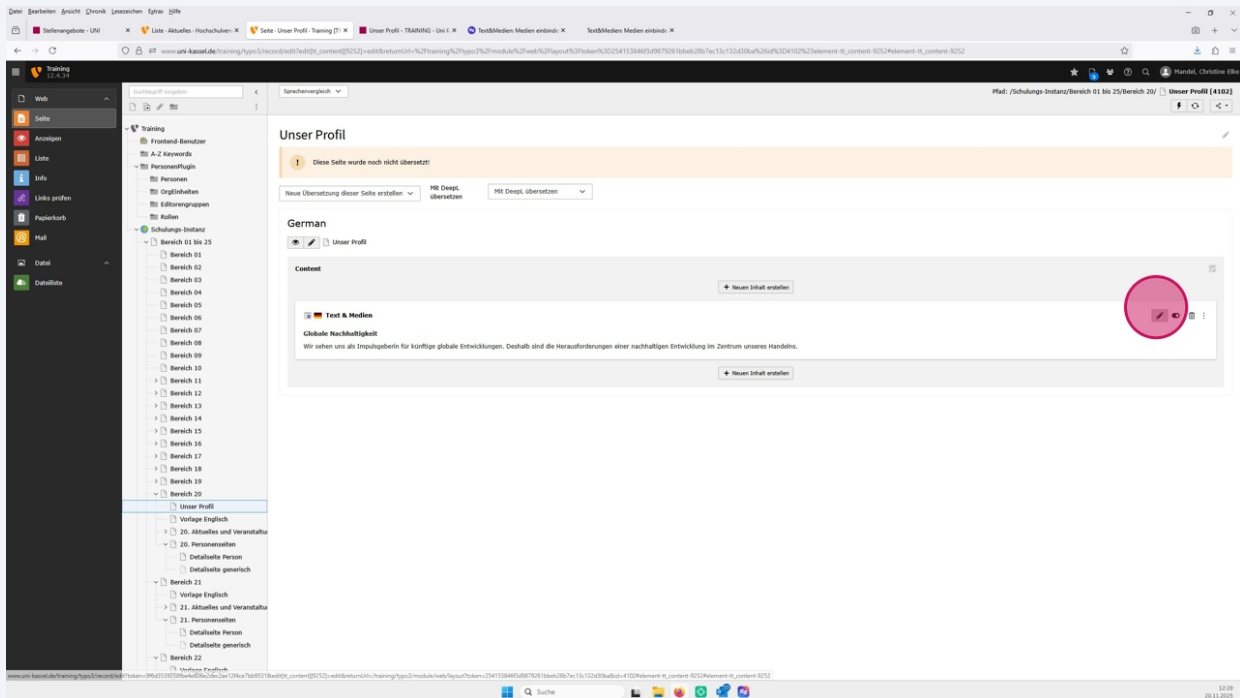 Datei Bearbeiten Ansicht Chronik Lesezeichen Extras Hilfe
Stellenangebote - UNI
Liste - Aktuelles - Hochschulver
Seite - Unser Profil - Training [T
Unser Profil - TRAINING - Uni K
Text&Medien: Medien einbinde
Text&Medien: Medien einbinde
Training
12.4.34
Mandel, Christine Elke
Web
Seite
Anzeigen
Liste
Info
Links prüfen
Papierkorb
Mail
Datei
Dateiliste
Suchbegriff eingeben
Training
Frontend-Benutzer
A-Z Keywords
PersonenPlugin
Personen
OrgEinheiten
Editorengruppen
Rollen
Schulungs-Instanz
Bereich 01 bis 25
Bereich 01
Bereich 02
Bereich 03
Bereich 04
Bereich 05
Bereich 06
Bereich 07
Bereich 08
Bereich 09
Bereich 10
Bereich 11
Bereich 12
Bereich 13
Bereich 14
Bereich 15
Bereich 16
Bereich 17
Bereich 18
Bereich 19
Bereich 20
Unser Profil
Vorlage Englisch
20. Aktuelles und Veranstaltu
20. Personenseiten
Detailseite Person
Detailseite generisch
Bereich 21
Vorlage Englisch
21. Aktuelles und Veranstaltu
21. Personenseiten
Detailseite Person
Detailseite generisch
Bereich 22
Sprachenvergleich
Pfad: /Schulungs-Instanz/Bereich 01 bis 25/Bereich 20/ Unser Profil [4102]
Unser Profil
Diese Seite wurde noch nicht übersetzt!
Neue Übersetzung dieser Seite erstellen
Mit DeepL übersetzen
Mit DeepL übersetzen
German
Unser Profil
Content
+ Neuen Inhalt erstellen
Text & Medien
Globale Nachhaltigkeit
Wir sehen uns als Impulsgeberin für künftige globale Entwicklungen. Deshalb sind die Herausforderungen einer nachhaltigen Entwicklung im Zentrum unseres Handelns.
+ Neuen Inhalt erstellen
Suche
12:29
20.11.2025